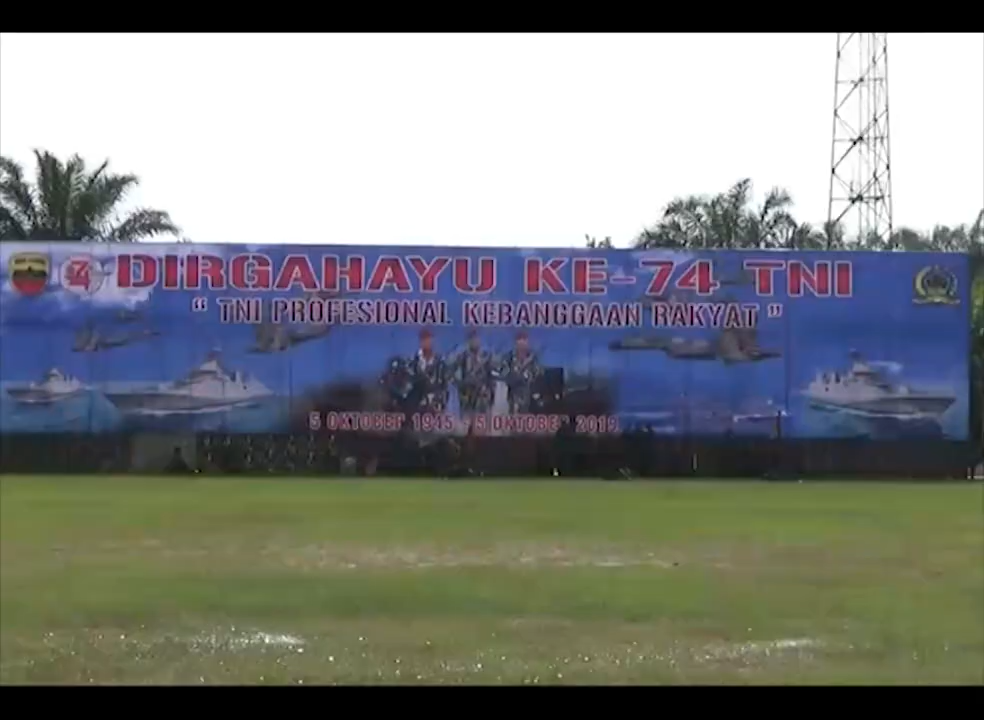 DIRGAHAYU KE-74 TNI
" TNI PROFESIONAL KEBANGGAAN RAKYAT "
5 OKTOBER 1945 - 5 OKTOBER 2019